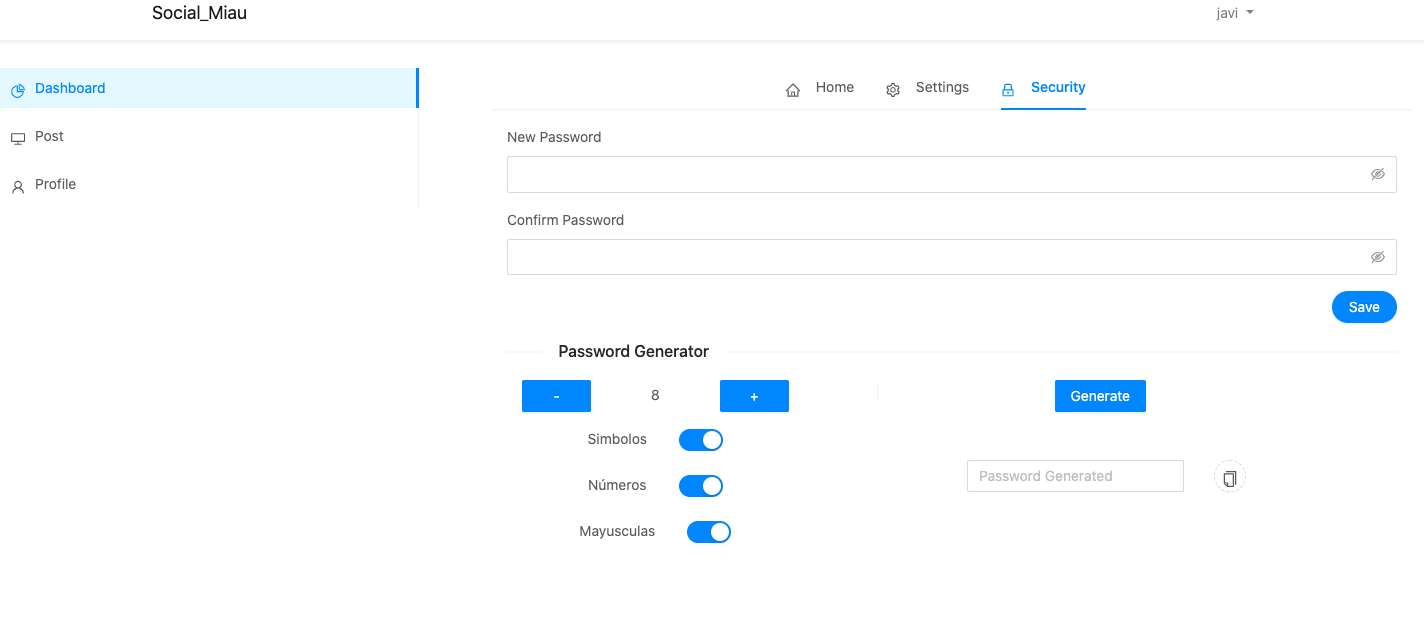 Social_Miau
javi
Dashboard
Post
Profile
Home
Settings
Security
New Password
Confirm Password
Save
Password Generator
-
8
+
Generate
Simbolos
Números
Password Generated
Mayusculas